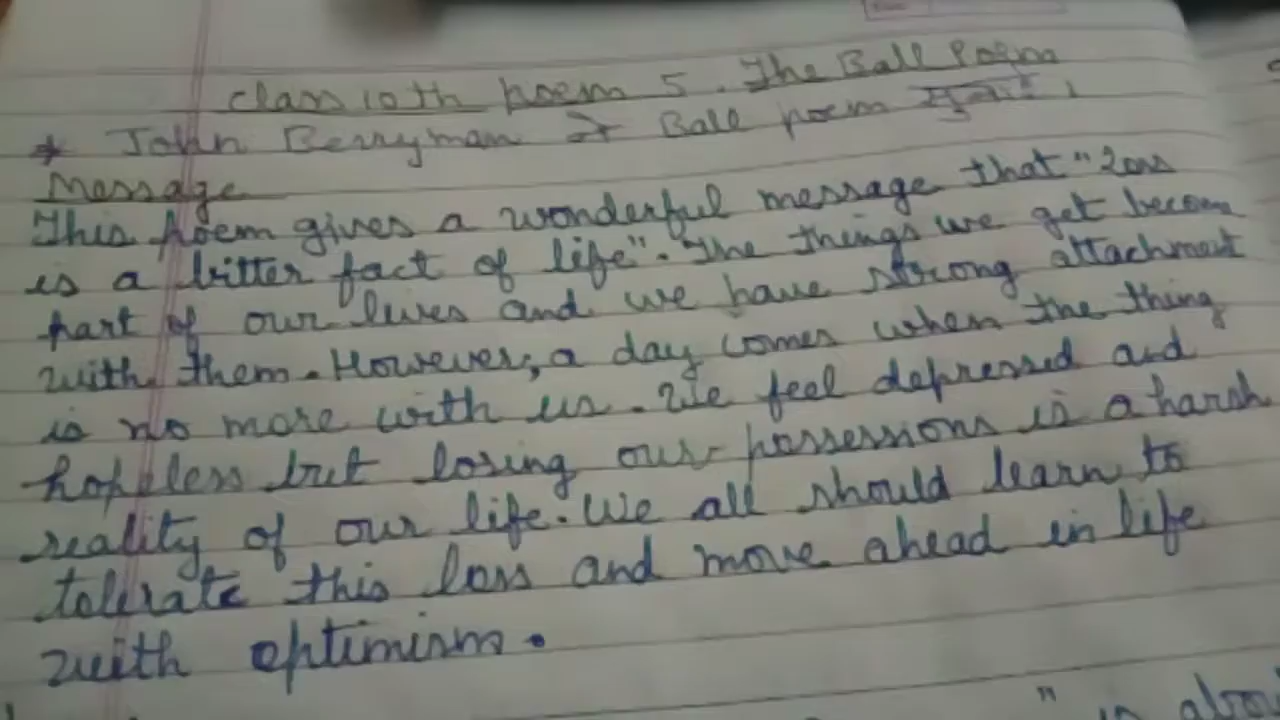 class 10th poem 5. The Ball Poem
* John Berryman ने Ball poem
Message
This poem gives a wonderful message that "Loss
is a bitter fact of life". The things we get becom
part of our lives and we have strong attachment
with them. However, a day comes when the thing
is no more with us. We feel depressed and
hopeless but losing our possessions is a harsh
reality of our life. We all should learn to
tolerate this loss and move ahead in life
with optimism.
" in